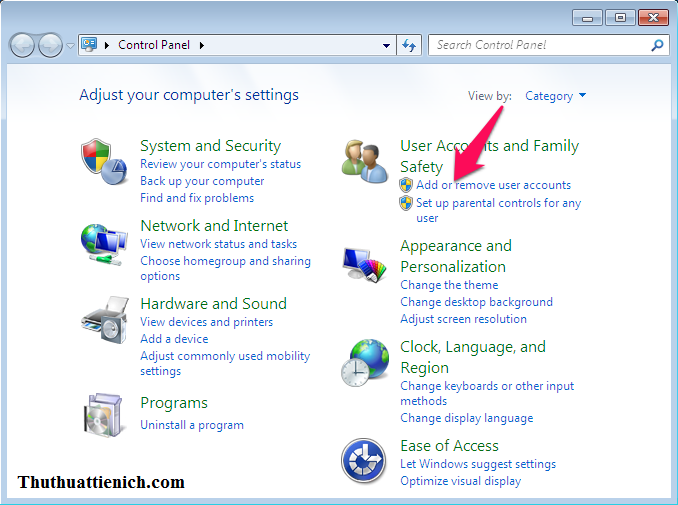 Control Panel
Search Control Panel
Adjust your computer's settings
View by: Category
System and Security
Review your computer's status
Back up your computer
Find and fix problems
Network and Internet
View network status and tasks
Choose homegroup and sharing
options
Hardware and Sound
View devices and printers
Add a device
Adjust commonly used mobility
settings
Programs
Uninstall a program
User Accounts and Family
Safety
Add or remove user accounts
Set up parental controls for any
user
Appearance and
Personalization
Change the theme
Change desktop background
Adjust screen resolution
Clock, Language, and
Region
Change keyboards or other input
methods
Change display language
Ease of Access
Let Windows suggest settings
Optimize visual display
Thuthuattienich.com